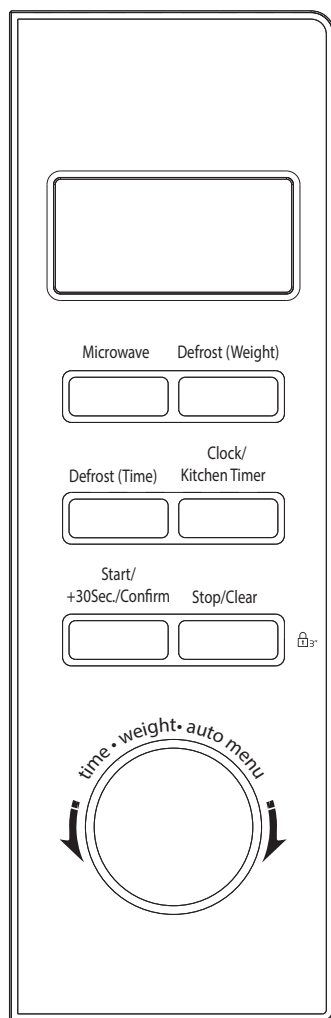 Microwave Defrost (Weight)
Defrost (Time)
Clock/
Kitchen Timer
Start/
+30Sec./Confirm
Stop/Clear
3"
time • weight• auto menu